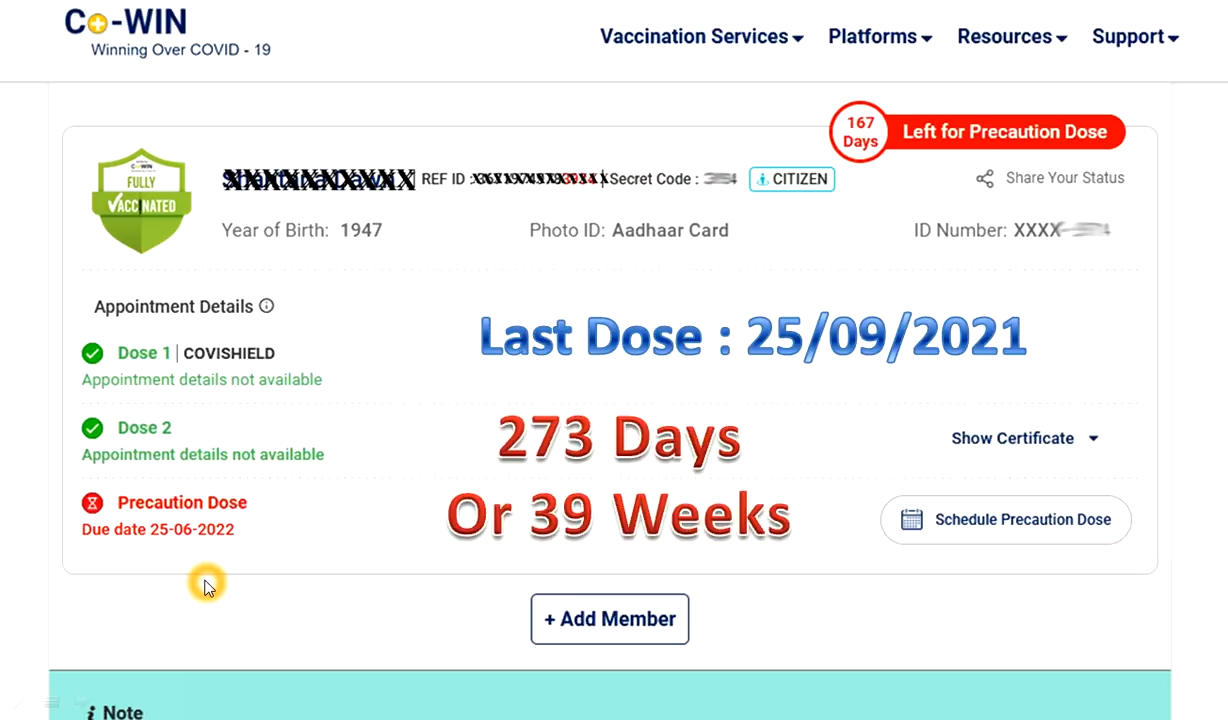 Co-WIN
Winning Over COVID - 19
Vaccination Services
Platforms
Resources
Support
167
Days
Left for Precaution Dose
Co-WIN
FULLY
VACCINATED
REF ID : Secret Code :
CITIZEN
Share Your Status
Year of Birth: 1947
Photo ID: Aadhaar Card
ID Number: XXXX
Appointment Details
Last Dose : 25/09/2021
Dose 1 | COVISHIELD
Appointment details not available
Dose 2
Appointment details not available
273 Days
Show Certificate
Or 39 Weeks
Precaution Dose
Due date 25-06-2022
Schedule Precaution Dose
+ Add Member
i Note